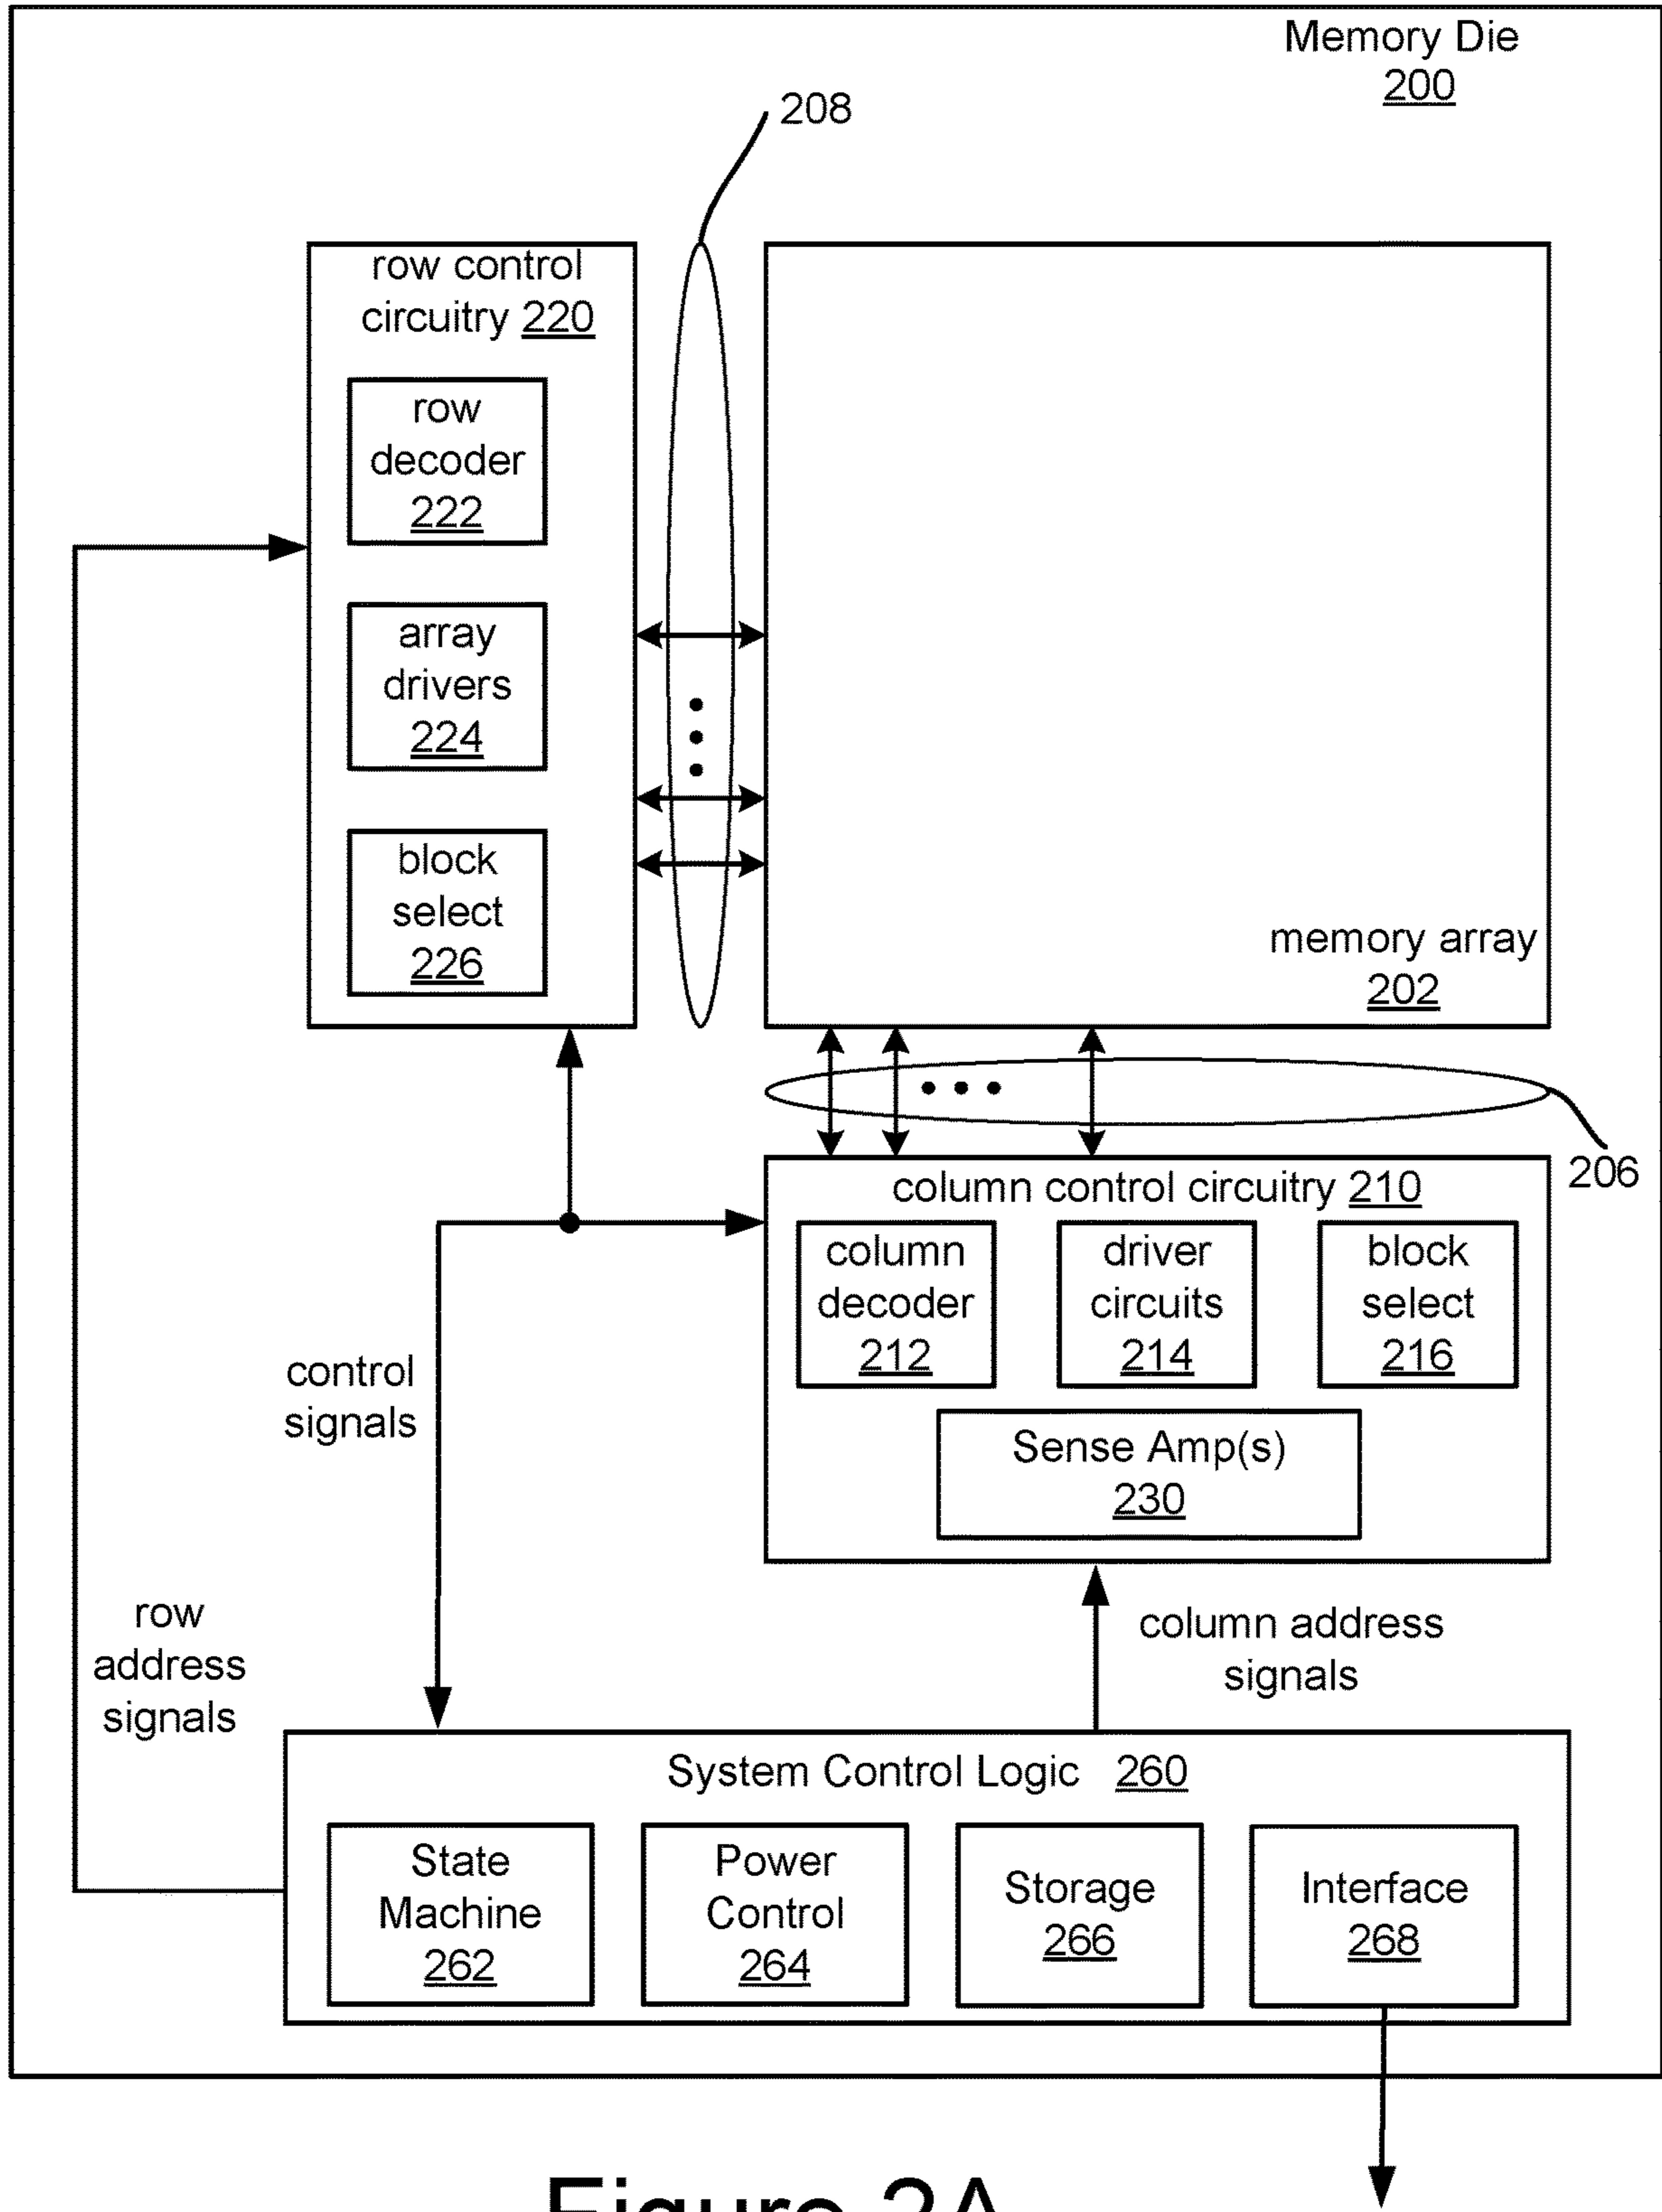 Memory Die
200
208
row control
circuitry 220
row
decoder
222
array
drivers
224
block
select
226
memory array
202
206
column control circuitry 210
column
decoder
212
driver
circuits
214
block
select
216
Sense Amp(s)
230
control
signals
row
address
signals
column address
signals
System Control Logic 260
State
Machine
262
Power
Control
264
Storage
266
Interface
268
Figure 2A